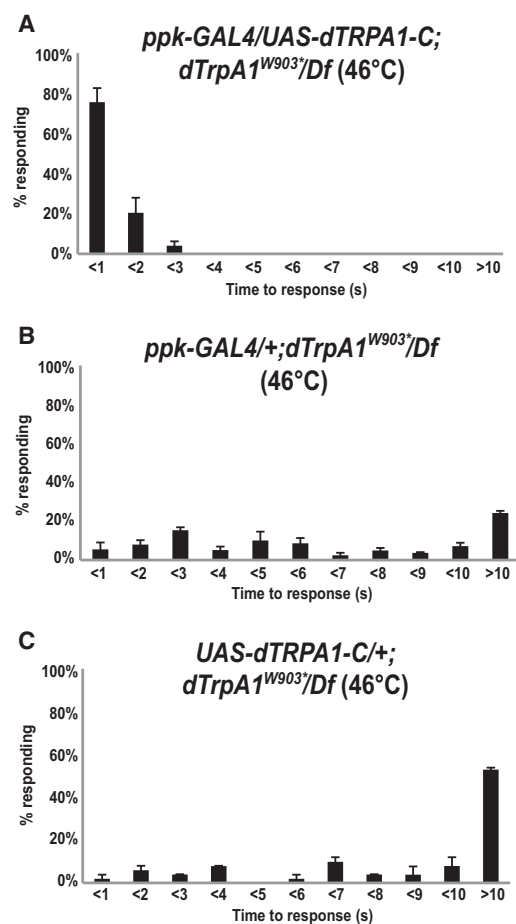 A
ppk-GAL4/UAS-dTRPA1-C;
dTrpA1W903*/Df (46°C)
% responding
100%
80%
60%
40%
20%
0%
<1 <2 <3 <4 <5 <6 <7 <8 <9 <10 >10
Time to response (s)
B
ppk-GAL4/+;dTrpA1W903*/Df
(46°C)
% responding
100%
80%
60%
40%
20%
0%
<1 <2 <3 <4 <5 <6 <7 <8 <9 <10 >10
Time to response (s)
C
UAS-dTRPA1-C/+;
dTrpA1W903*/Df (46°C)
% responding
100%
80%
60%
40%
20%
0%
<1 <2 <3 <4 <5 <6 <7 <8 <9 <10 >10
Time to response (s)